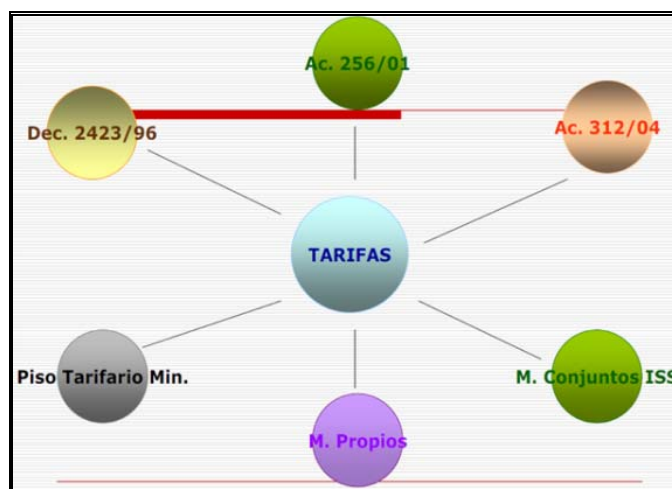 Ac. 256/01
Dec. 2423/96
Ac. 312/04
TARIFAS
Piso Tarifario Min.
M. Conjuntos ISS
M. Propios